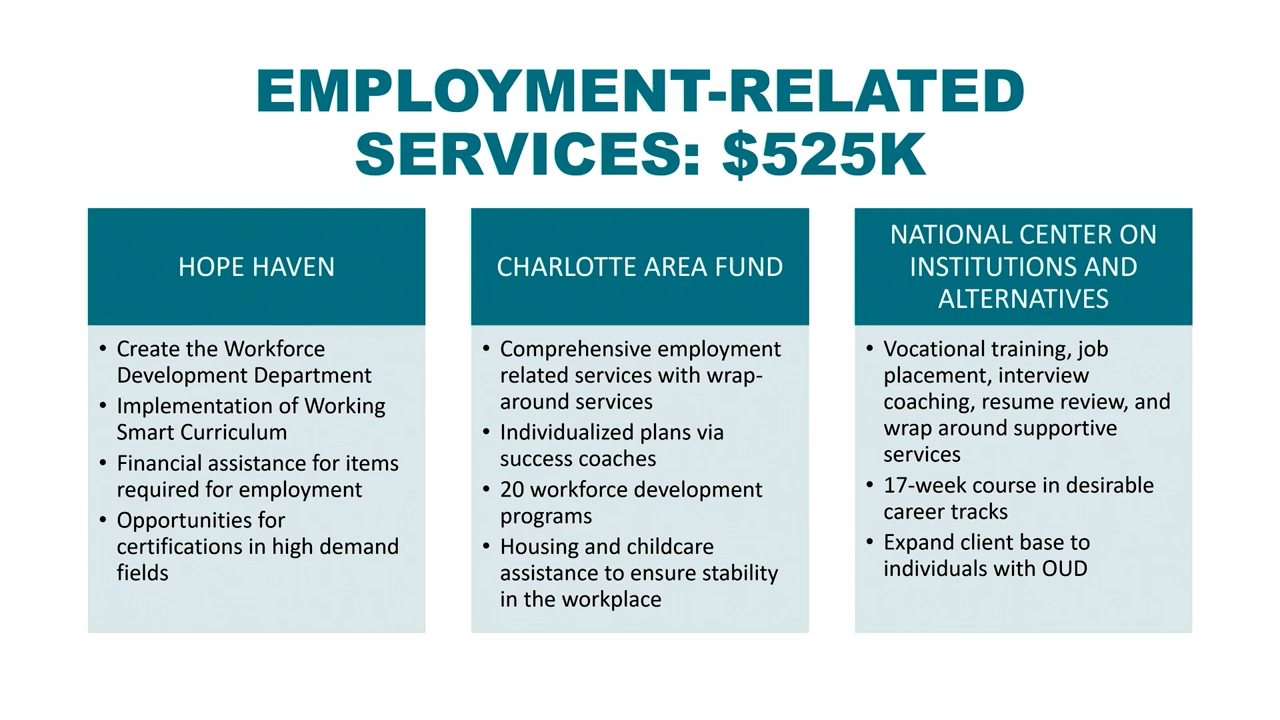 EMPLOYMENT-RELATED
SERVICES: $525K
HOPE HAVEN
• Create the Workforce
Development Department
• Implementation of Working
Smart Curriculum
• Financial assistance for items
required for employment
• Opportunities for
certifications in high demand
fields
CHARLOTTE AREA FUND
• Comprehensive employment
related services with wrap-
around services
• Individualized plans via
success coaches
• 20 workforce development
programs
• Housing and childcare
assistance to ensure stability
in the workplace
NATIONAL CENTER ON
INSTITUTIONS AND
ALTERNATIVES
• Vocational training, job
placement, interview
coaching, resume review, and
wrap around supportive
services
• 17-week course in desirable
career tracks
• Expand client base to
individuals with OUD